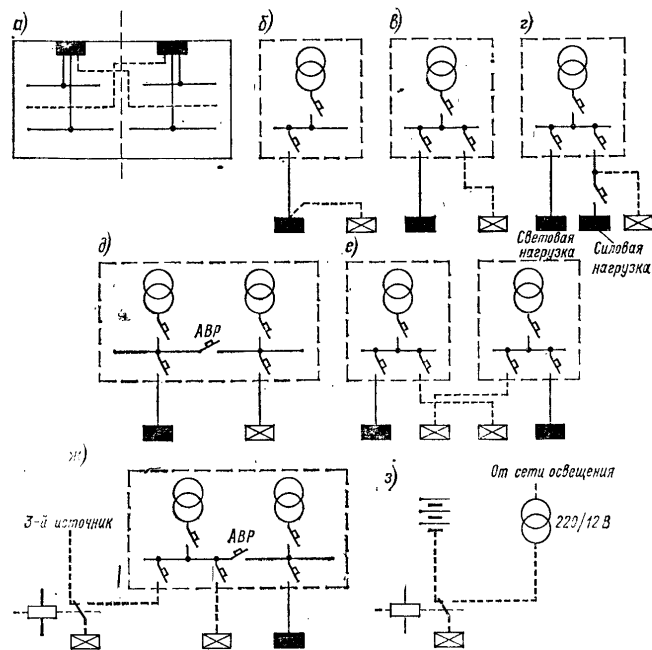 а)
б)
в)
г)
Световая
нагрузка
Силовая
нагрузка
д)
АВР
е)
ж)
3-й источник
АВР
з)
От сети освещения
220/12 В